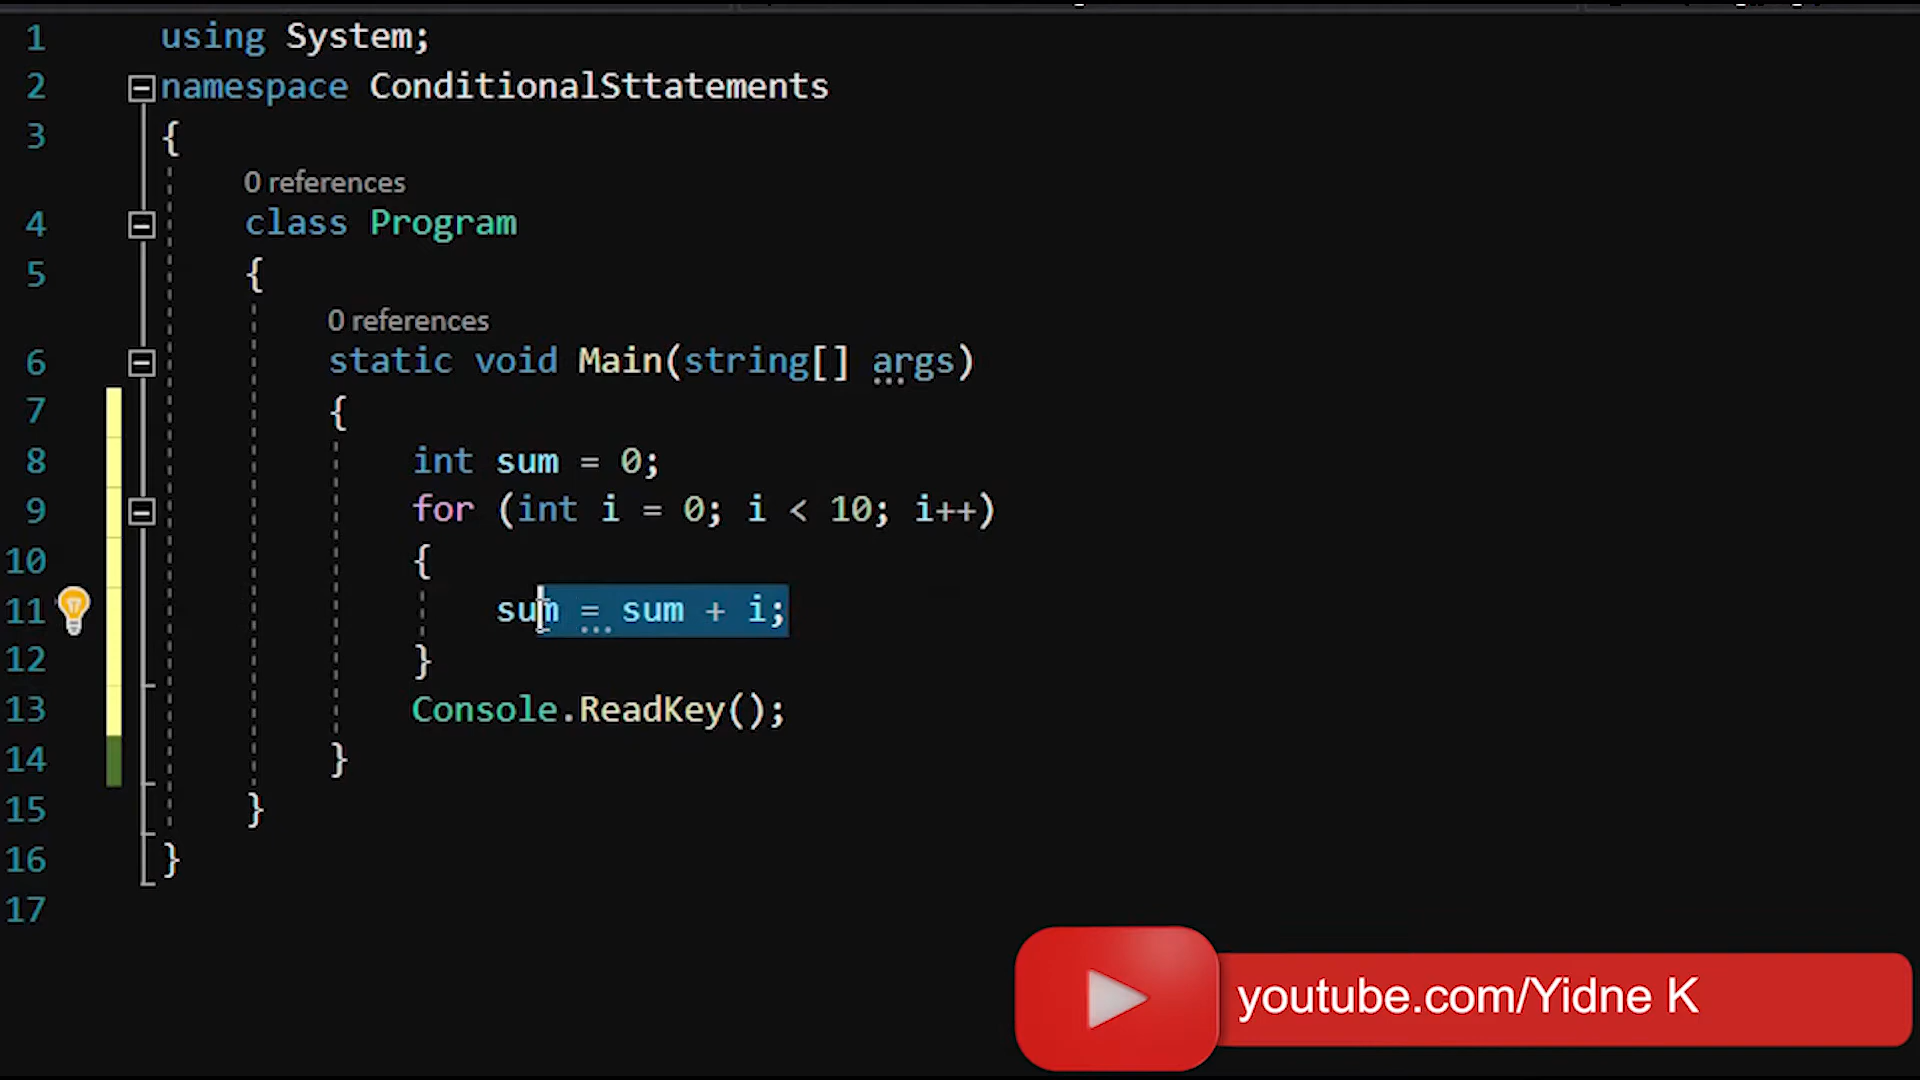 1 using System;
2 namespace ConditionalSttatements
3 {
0 references
4 class Program
5 {
0 references
6 static void Main(string[] args)
7 {
8 int sum = 0;
9 for (int i = 0; i < 10; i++)
10 {
11 sum = sum + i;
12 }
13 Console.ReadKey();
14 }
15 }
16 }
17
youtube.com/Yidne K